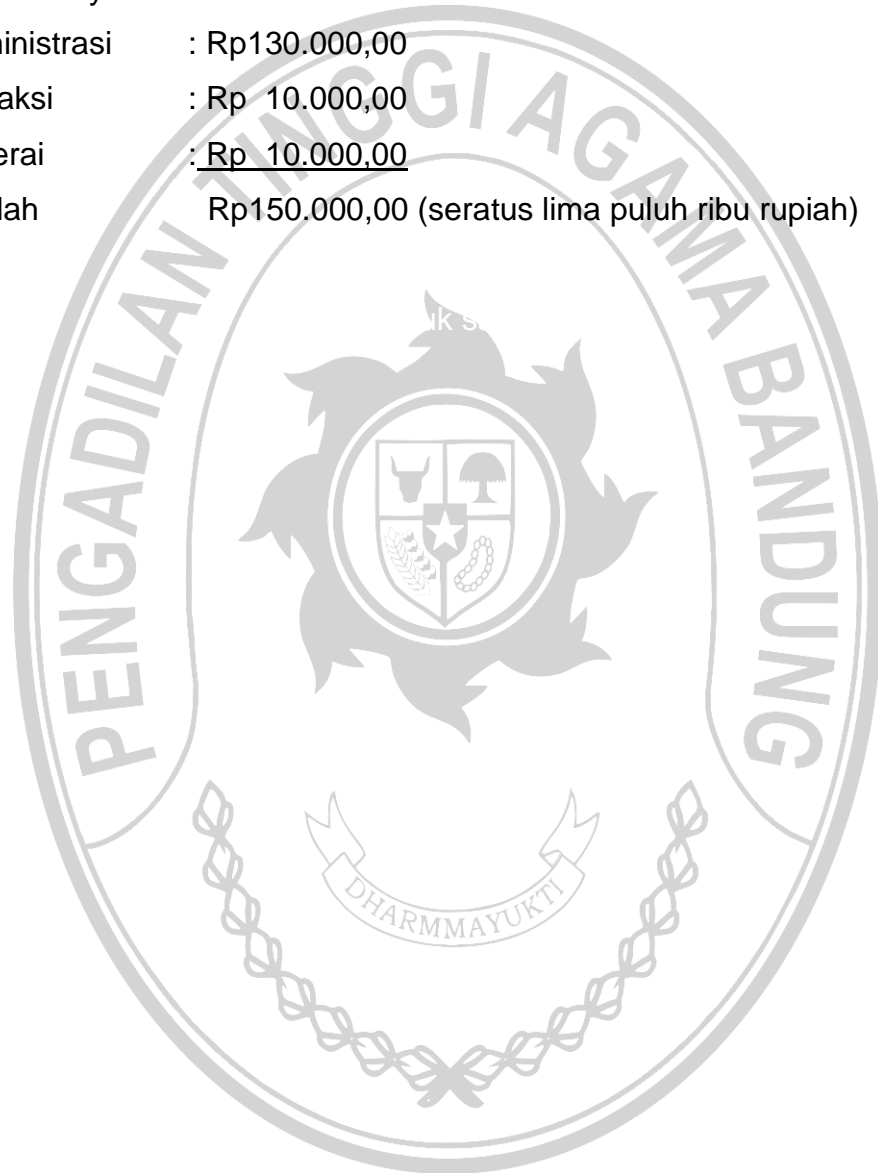 ministrasi : Rp130.000,00
aksi : Rp 10.000,00
erai : Rp 10.000,00
lah Rp150.000,00 (seratus lima puluh ribu rupiah)
PENGADILAN TINGGI AGAMA BANDUNG
uk s
DHARMMAYUKTI